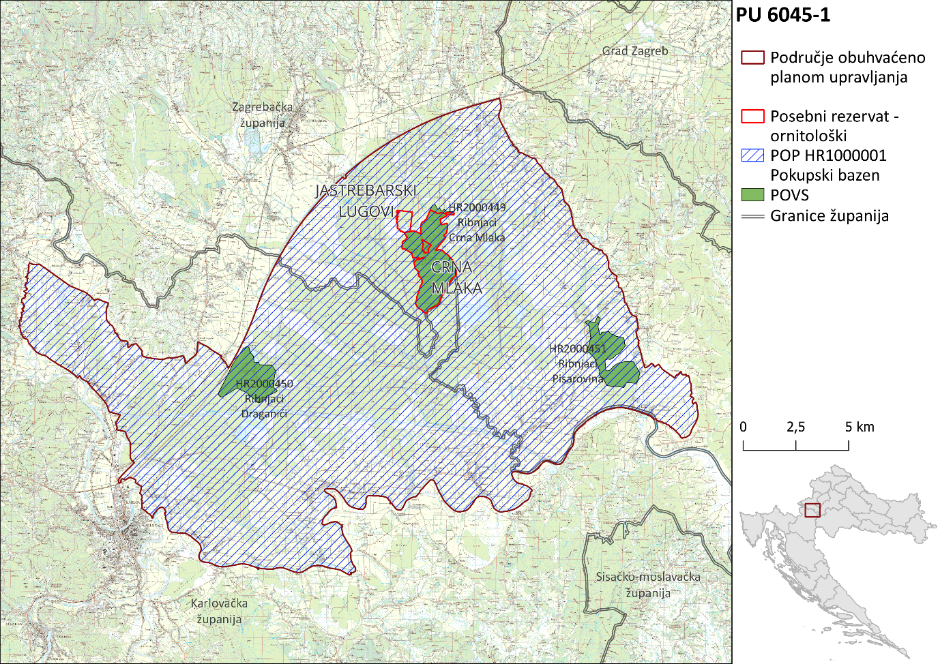 PU 6045-1
Područje obuhvaćeno
planom upravljanja
Posebni rezervat -
ornitološki
POP HR1000001
Pokupski bazen
POVS
Granice županija
0 2,5 5 km
Grad Zagreb
Zagrebačka
županija
JASTREBARSKI
LUGOVI
HR2000449
Ribnjaci
Crna Mlaka
CRNA
MLAKA
HR2000451
Ribnjaci
Pisarovina
HR2000450
Ribnjaci
Draganići
Sisačko-moslavačka
županija
Karlovačka
županija